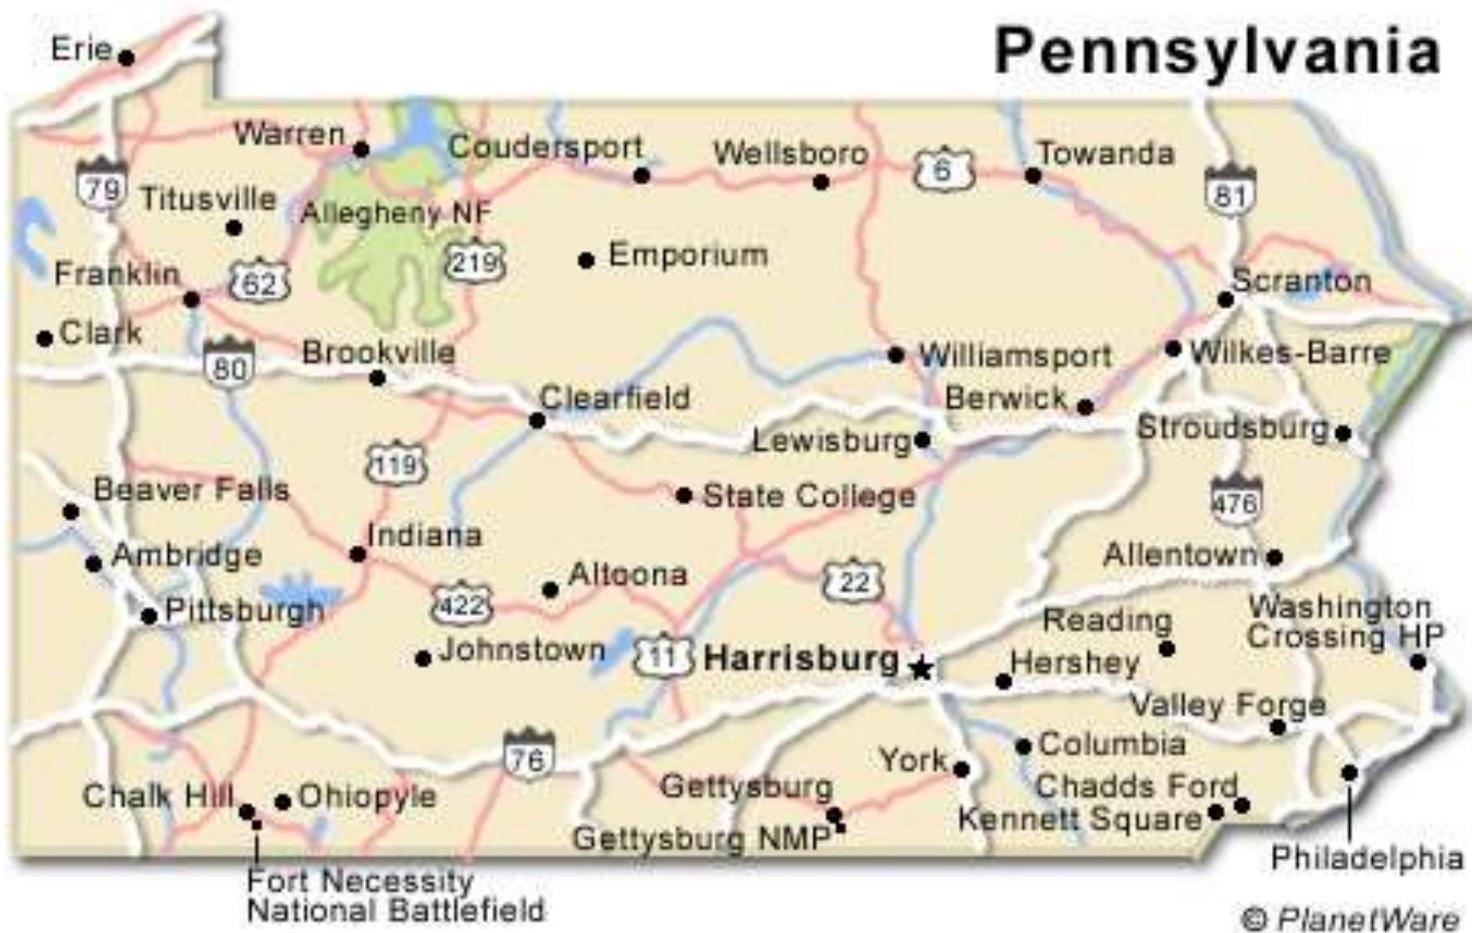 Pennsylvania
Erie
Warren
Coudersport
Wellsboro
6
Towanda
79
Titusville
Allegheny NF
81
Franklin
62
219
Emporium
Scranton
Clark
80
Brookville
Williamsport
Wilkes-Barre
Clearfield
Berwick
Lewisburg
Stroudsburg
119
Beaver Falls
State College
476
Indiana
Ambridge
Altoona
Allentown
422
22
Pittsburgh
Washington
Crossing HP
Reading
Johnstown
11
Harrisburg
Hershey
Valley Forge
76
York
Columbia
Chalk Hill
Ohiopyle
Gettysburg
Chadds Ford
Gettysburg NMP
Kennett Square
Philadelphia
Fort Necessity
National Battlefield
© PlanetWare